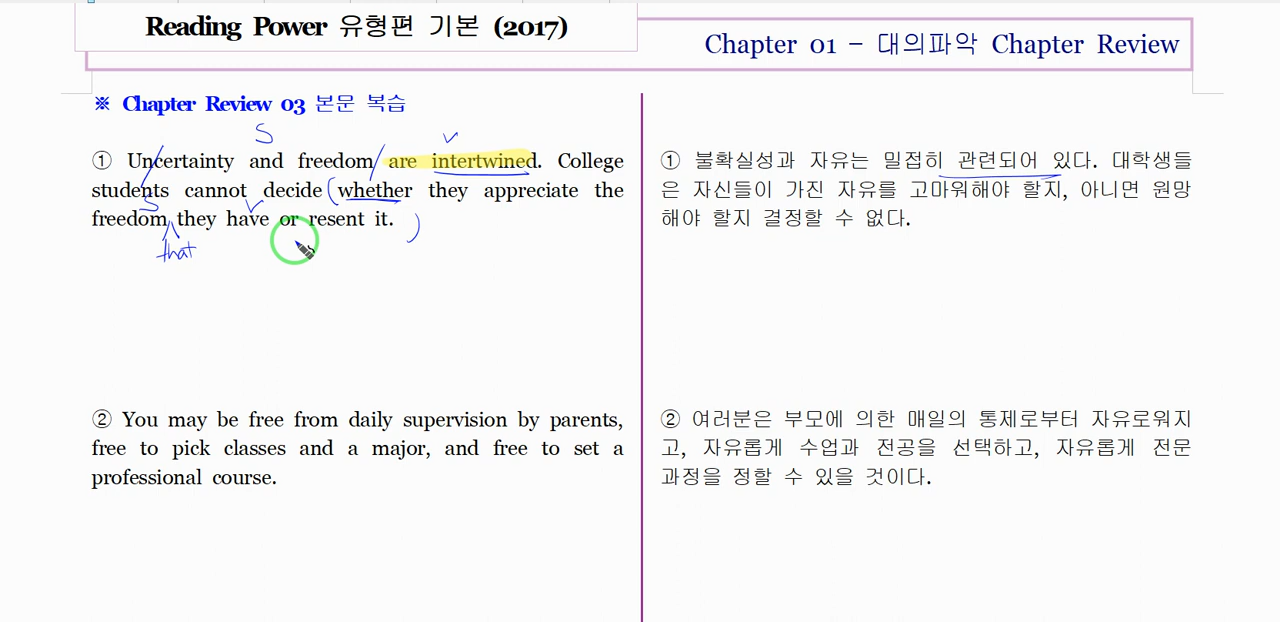 Reading Power 유형편 기본 (2017)
Chapter 01 – 대의파악 Chapter Review
※ Chapter Review 03 본문 복습
S V
① Uncertainty and freedom are intertwined. College
students cannot decide (whether they appreciate the
S V
freedom they have or resent it. )
that
② You may be free from daily supervision by parents,
free to pick classes and a major, and free to set a
professional course.
① 불확실성과 자유는 밀접히 관련되어 있다. 대학생들
은 자신들이 가진 자유를 고마워해야 할지, 아니면 원망
해야 할지 결정할 수 없다.
② 여러분은 부모에 의한 매일의 통제로부터 자유로워지
고, 자유롭게 수업과 전공을 선택하고, 자유롭게 전문
과정을 정할 수 있을 것이다.